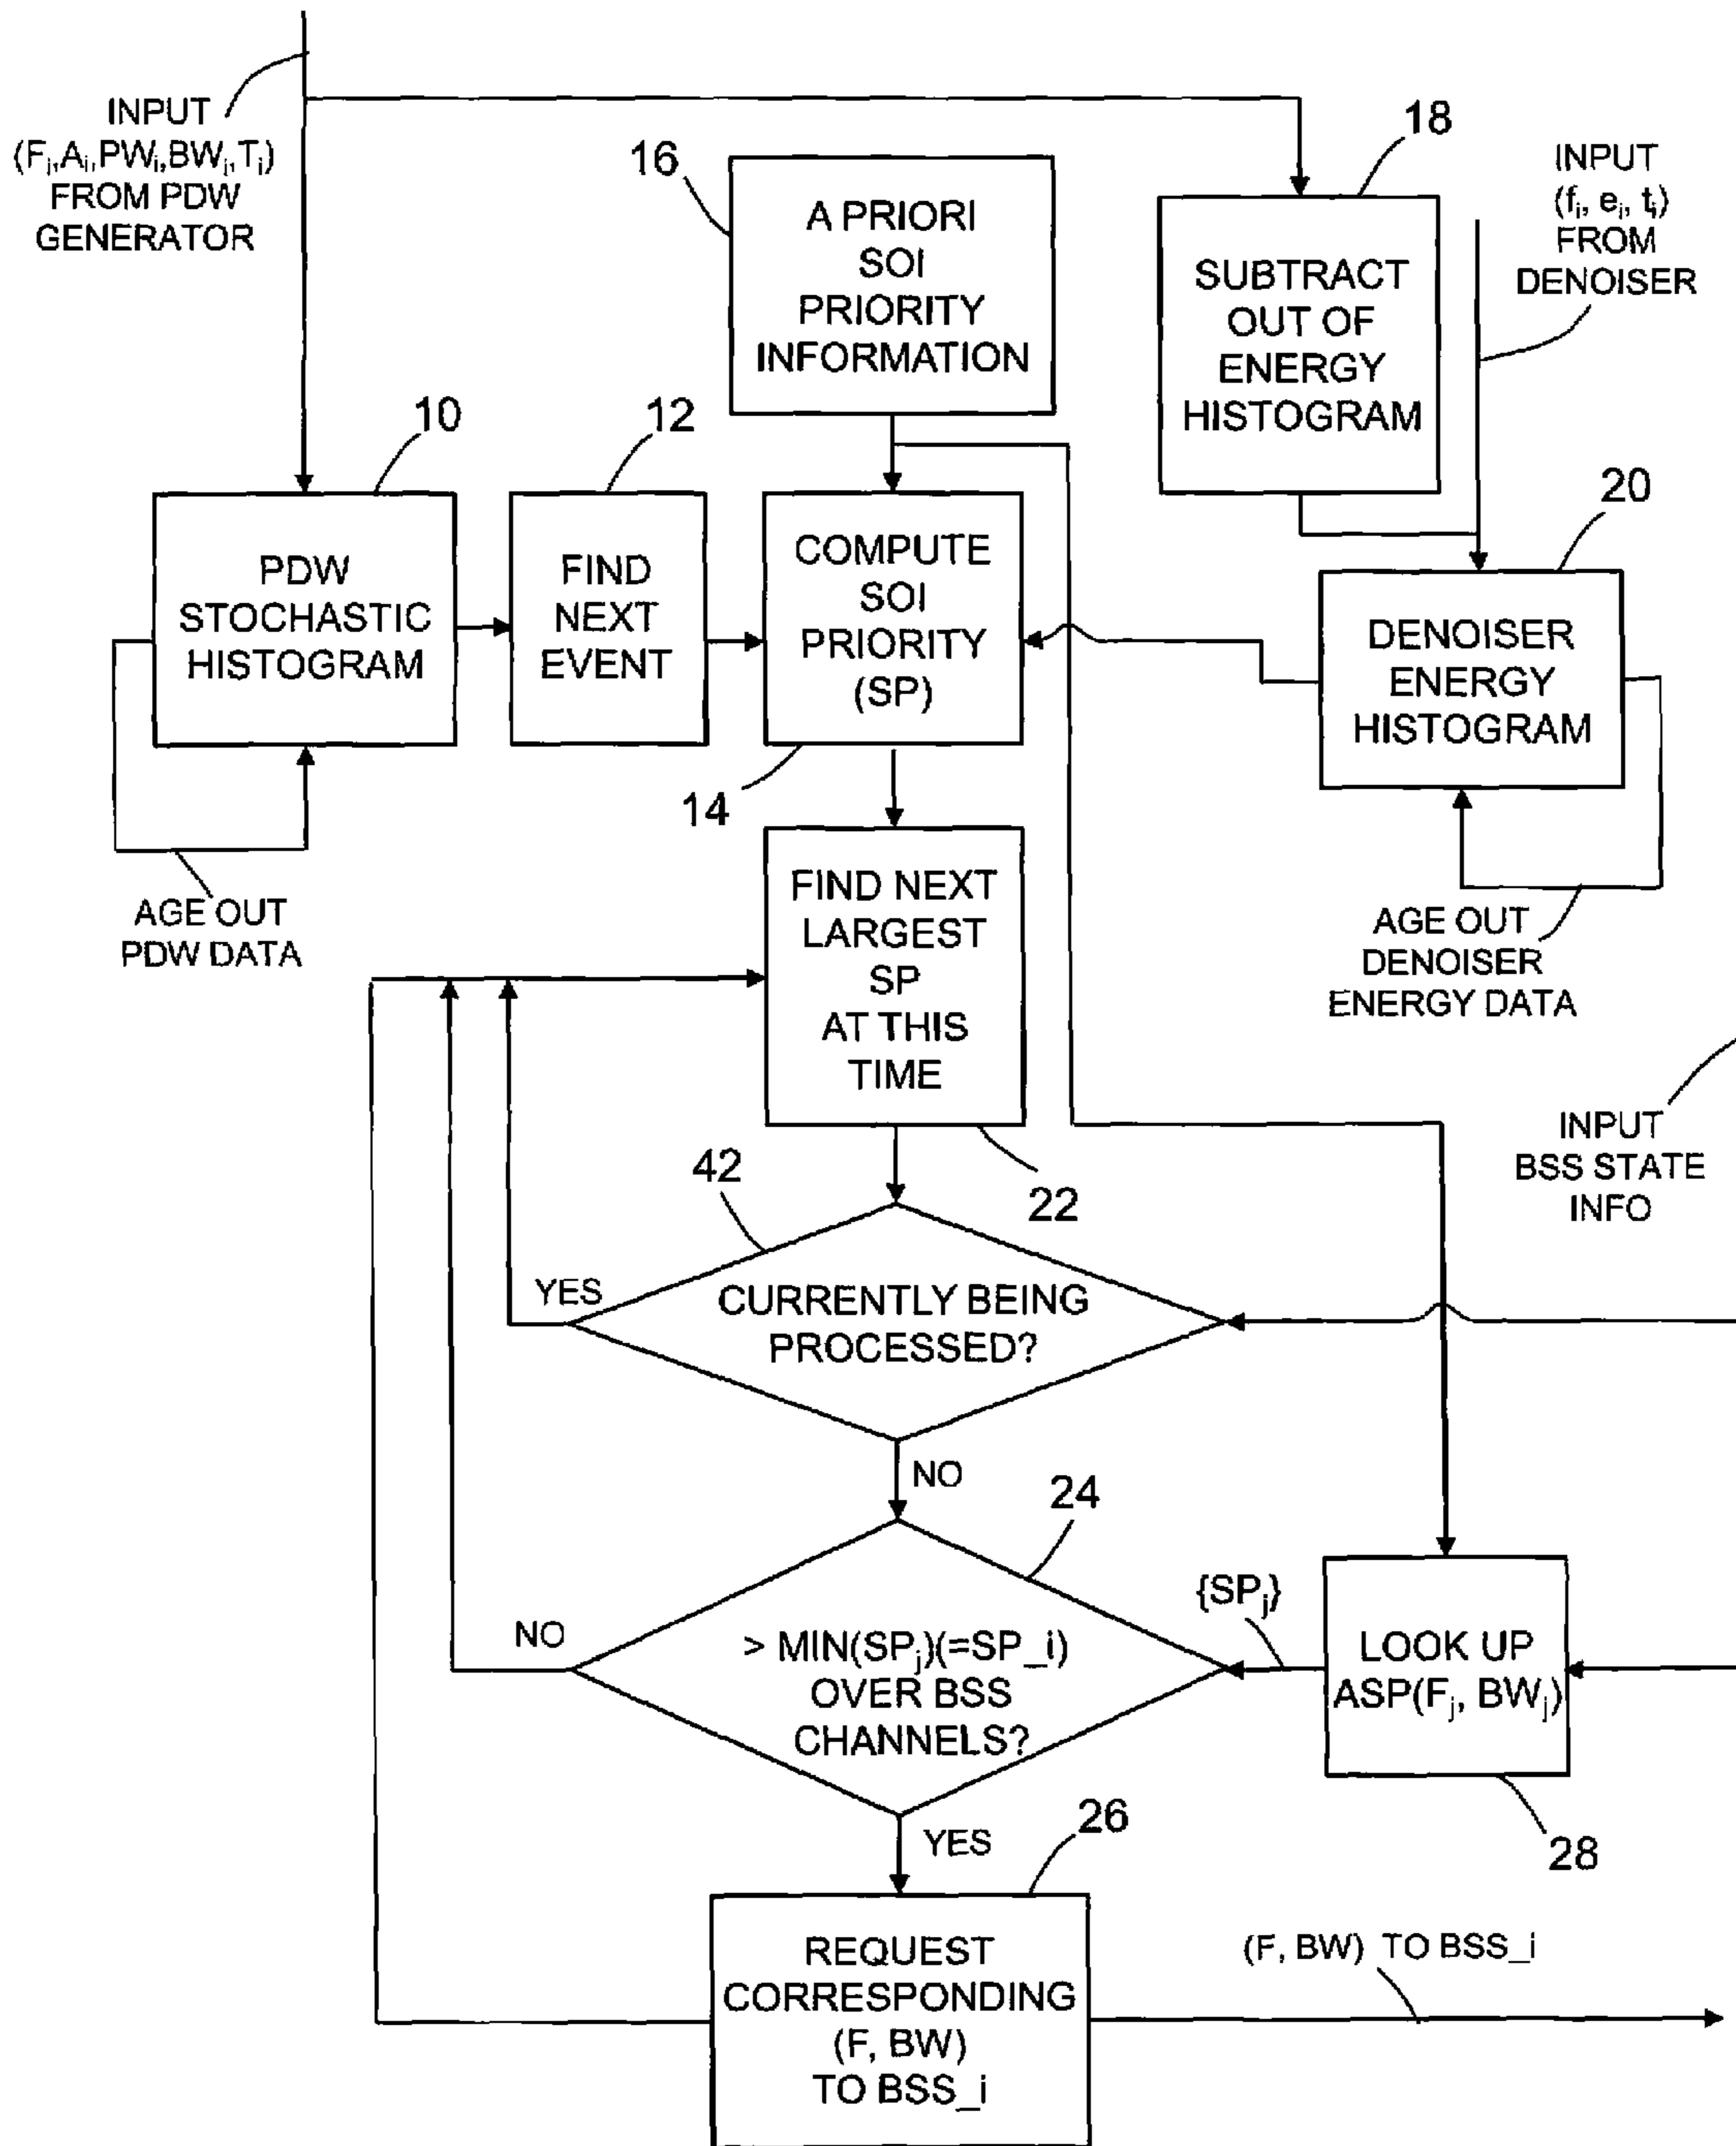 INPUT
(Fⱼ,Aᵢ,PWᵢ,BWⱼ,Tᵢ)
FROM PDW
GENERATOR
16
A PRIORI
SOI
PRIORITY
INFORMATION
18
SUBTRACT
OUT OF
ENERGY
HISTOGRAM
INPUT
(fᵢ, eᵢ, tᵢ)
FROM
DENOISER
10
PDW
STOCHASTIC
HISTOGRAM
12
FIND
NEXT
EVENT
COMPUTE
SOI
PRIORITY
(SP)
14
20
DENOISER
ENERGY
HISTOGRAM
AGE OUT
PDW DATA
AGE OUT
DENOISER
ENERGY DATA
FIND NEXT
LARGEST
SP
AT THIS
TIME
22
INPUT
BSS STATE
INFO
42
YES
CURRENTLY BEING
PROCESSED?
NO
24
NO
> MIN(SPⱼ)(=SP_i)
OVER BSS
CHANNELS?
{SPⱼ}
LOOK UP
ASP(Fⱼ, BWⱼ)
28
YES
26
REQUEST
CORRESPONDING
(F, BW)
TO BSS_i
(F, BW) TO BSS_i